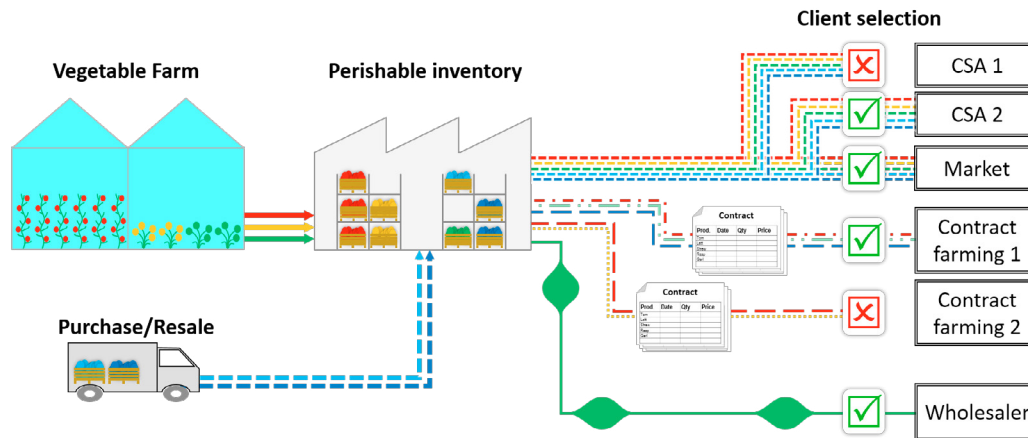 Client selection
Vegetable Farm
Perishable inventory
CSA 1
CSA 2
Market
Contract
Prod. Date Qty Price
Contract
farming 1
Contract
Prod Date Qty Price
Contract
farming 2
Purchase/Resale
Wholesaler